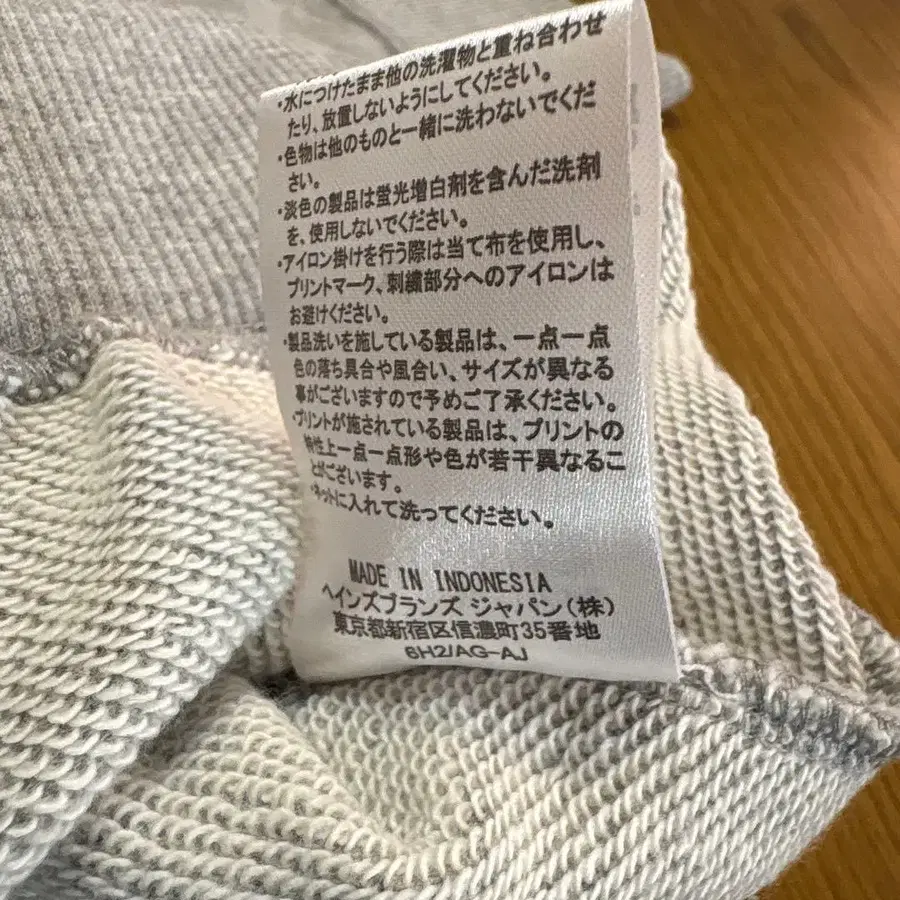 ・水につけたまま他の洗濯物と重ね合わせ
たり、放置しないようにしてください。
・色物は他のものと一緒に洗わないでくだ
さい。
・淡色の製品は蛍光増白剤を含んだ洗剤
を、使用しないでください。
・アイロン掛けを行う際は当て布を使用し、
プリントマーク、刺繍部分へのアイロンは
お避けください。
・製品洗いを施している製品は、一点一点
色の落ち具合や風合い、サイズが異なる
事がございますので予めご了承ください。
・プリントが施されている製品は、プリントの
特性上一点一点形や色が若干異なるこ
とがございます。
・ネットに入れて洗ってください。
MADE IN INDONESIA
ヘインズブランズ ジャパン(株)
東京都新宿区信濃町35番地
6H2/AG-AJ